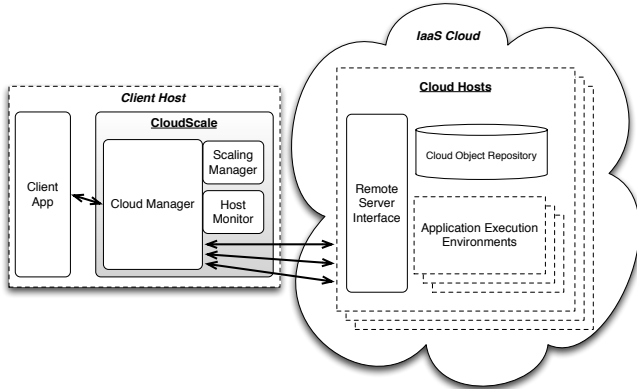 IaaS Cloud
Client Host
CloudScale
Client
App
Cloud Manager
Scaling
Manager
Host
Monitor
Cloud Hosts
Remote
Server
Interface
Cloud Object Repository
Application Execution
Environments